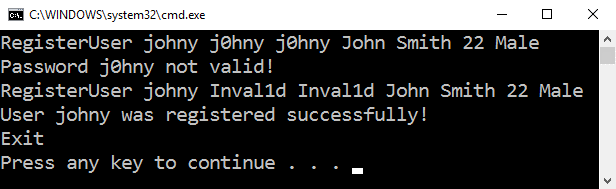 C:\WINDOWS\system32\cmd.exe
RegisterUser johny j0hny j0hny John Smith 22 Male
Password j0hny not valid!
RegisterUser johny Inval1d Inval1d John Smith 22 Male
User johny was registered successfully!
Exit
Press any key to continue . . .